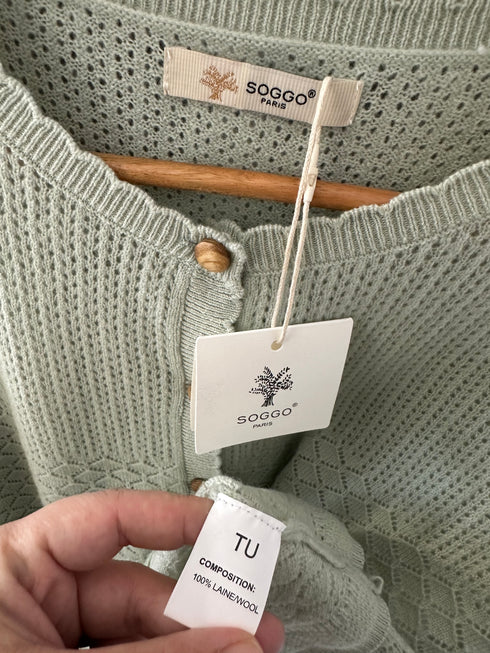 SOGGO®
PARIS
SOGGO®
PARIS
TU
COMPOSITION:
100% LAINE/WOOL